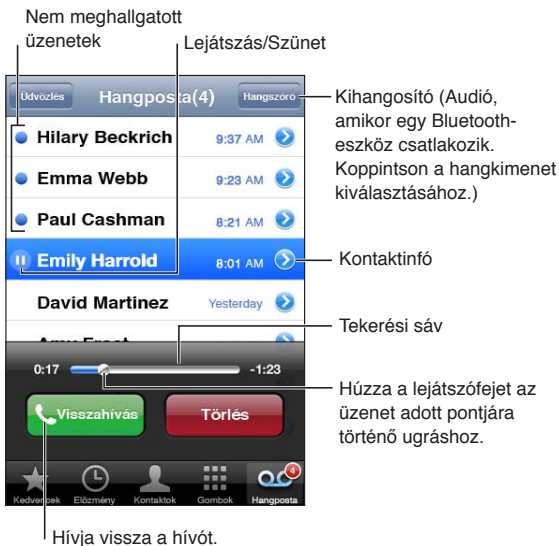 Nem meghallgatott
üzenetek
Lejátszás/Szünet
Üdvözlés
Hangposta(4)
Hangszóró
Kihangosító (Audió,
amikor egy Bluetooth-
eszköz csatlakozik.
Koppintson a hangkimenet
kiválasztásához.)
Hilary Beckrich
9:37 AM
Emma Webb
9:23 AM
Paul Cashman
8:21 AM
Emily Harrold
8:01 AM
Kontaktinfó
David Martinez
Yesterday
Amy Frost
Tekerési sáv
0:17
-1:23
Húzza a lejátszófejet az
üzenet adott pontjára
történő ugráshoz.
Visszahívás
Törlés
4
Kedvencek
Előzmény
Kontaktok
Gombok
Hangposta
Hívja vissza a hívót.